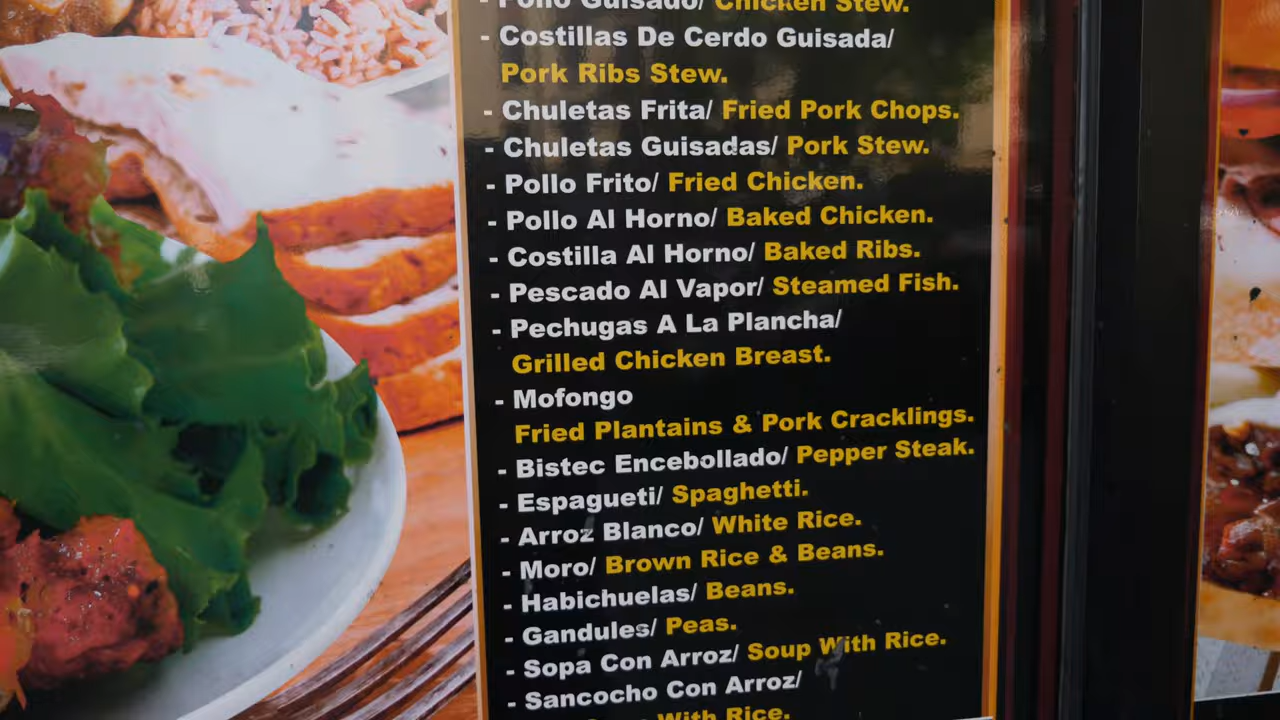 - Pollo Guisado/ Chicken Stew.
- Costillas De Cerdo Guisada/
Pork Ribs Stew.
- Chuletas Frita/ Fried Pork Chops.
- Chuletas Guisadas/ Pork Stew.
- Pollo Frito/ Fried Chicken.
- Pollo Al Horno/ Baked Chicken.
- Costilla Al Horno/ Baked Ribs.
- Pescado Al Vapor/ Steamed Fish.
- Pechugas A La Plancha/
Grilled Chicken Breast.
- Mofongo
Fried Plantains & Pork Cracklings.
- Bistec Encebollado/ Pepper Steak.
- Espagueti/ Spaghetti.
- Arroz Blanco/ White Rice.
- Moro/ Brown Rice & Beans.
- Habichuelas/ Beans.
- Gandules/ Peas.
- Sopa Con Arroz/ Soup With Rice.
- Sancocho Con Arroz/
With Rice.